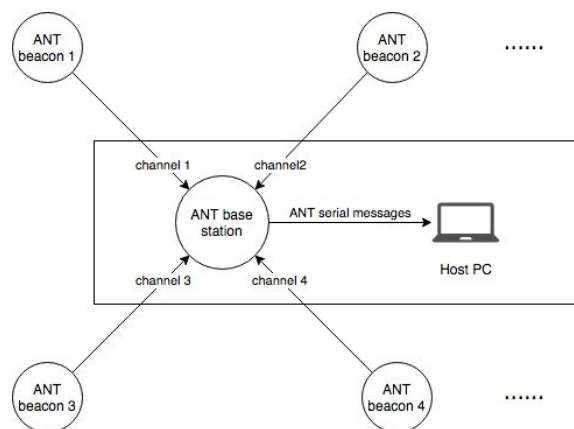 ANT
beacon 1
ANT
beacon 2
......
channel 1
channel2
ANT base
station
ANT serial messages
Host PC
channel 3
channel 4
ANT
beacon 3
ANT
beacon 4
......